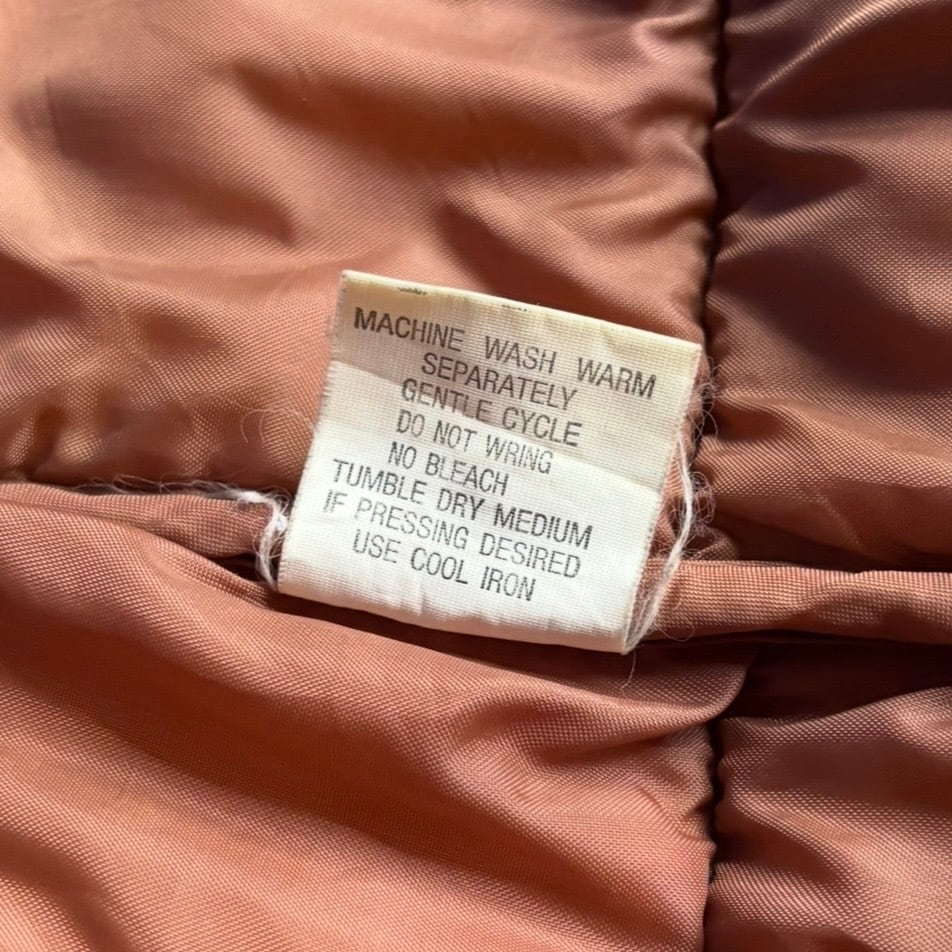 MACHINE WASH WARM
SEPARATELY
GENTLE CYCLE
DO NOT WRING
NO BLEACH
TUMBLE DRY MEDIUM
IF PRESSING DESIRED
USE COOL IRON